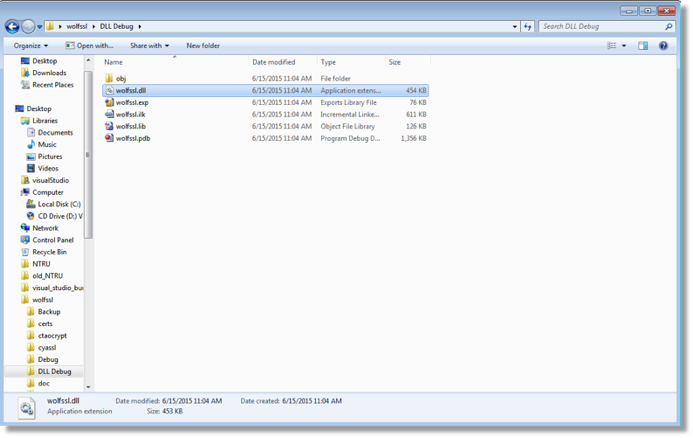 wolfssl ▸ DLL Debug ▸
Search DLL Debug
Organize Open with... Share with New folder
Name Date modified Type Size
obj 6/15/2015 11:04 AM File folder
wolfssl.dll 6/15/2015 11:04 AM Application extens... 454 KB
wolfssl.exp 6/15/2015 11:04 AM Exports Library File 76 KB
wolfssl.ilk 6/15/2015 11:04 AM Incremental Linke... 611 KB
wolfssl.lib 6/15/2015 11:04 AM Object File Library 126 KB
wolfssl.pdb 6/15/2015 11:04 AM Program Debug D... 1,356 KB
Desktop
Downloads
Recent Places
Desktop
Libraries
Documents
Music
Pictures
Videos
visualStudio
Computer
Local Disk (C:)
CD Drive (D:) V
Network
Control Panel
Recycle Bin
NTRU
old_NTRU
visual_studio_bu
wolfssl
Backup
certs
ctaocrypt
cyassl
Debug
DLL Debug
doc
wolfssl.dll Date modified: 6/15/2015 11:04 AM Date created: 6/15/2015 11:04 AM
Application extension Size: 453 KB